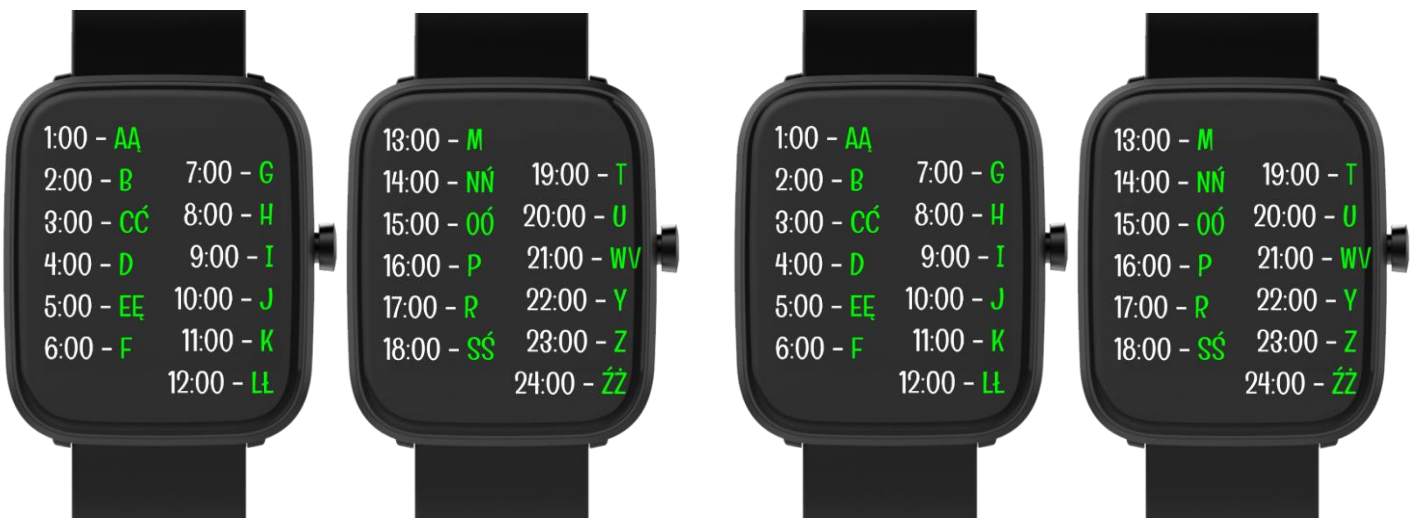 1:00 - AĄ
2:00 - B
3:00 - CĆ
4:00 - D
5:00 - EĘ
6:00 - F
7:00 - G
8:00 - H
9:00 - I
10:00 - J
11:00 - K
12:00 - LŁ
13:00 - M
14:00 - NŃ
15:00 - OÓ
16:00 - P
17:00 - R
18:00 - SŚ
19:00 - T
20:00 - U
21:00 - WV
22:00 - Y
23:00 - Z
24:00 - ŹŻ
1:00 - AĄ
2:00 - B
3:00 - CĆ
4:00 - D
5:00 - EĘ
6:00 - F
7:00 - G
8:00 - H
9:00 - I
10:00 - J
11:00 - K
12:00 - LŁ
13:00 - M
14:00 - NŃ
15:00 - OÓ
16:00 - P
17:00 - R
18:00 - SŚ
19:00 - T
20:00 - U
21:00 - WV
22:00 - Y
23:00 - Z
24:00 - ŹŻ